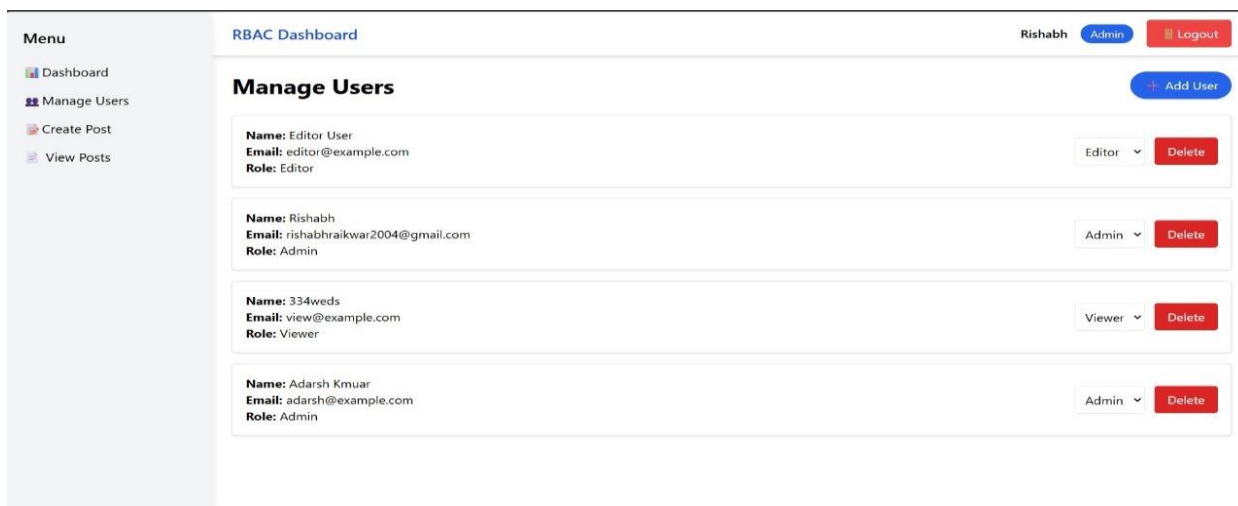 Menu
Dashboard
Manage Users
Create Post
View Posts
RBAC Dashboard
Rishabh Admin Logout
Manage Users
Add User
Name: Editor User
Email: editor@example.com
Role: Editor
Editor Delete
Name: Rishabh
Email: rishabhraikwar2004@gmail.com
Role: Admin
Admin Delete
Name: 334weds
Email: view@example.com
Role: Viewer
Viewer Delete
Name: Adarsh Kmuar
Email: adarsh@example.com
Role: Admin
Admin Delete